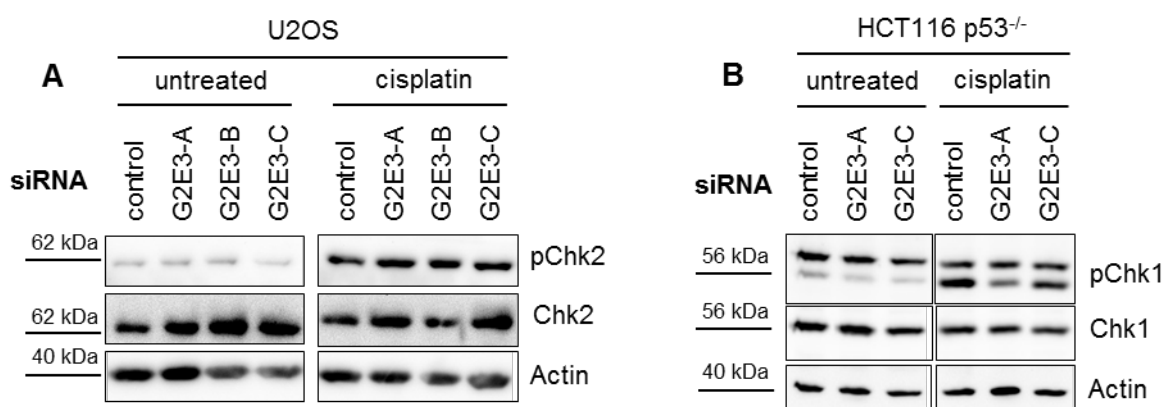 U2OS
A
untreated cisplatin
siRNA control G2E3-A G2E3-B G2E3-C control G2E3-A G2E3-B G2E3-C
62 kDa pChk2
62 kDa Chk2
40 kDa Actin
HCT116 p53-/-
B
untreated cisplatin
siRNA control G2E3-A G2E3-C control G2E3-A G2E3-C
56 kDa pChk1
56 kDa Chk1
40 kDa Actin